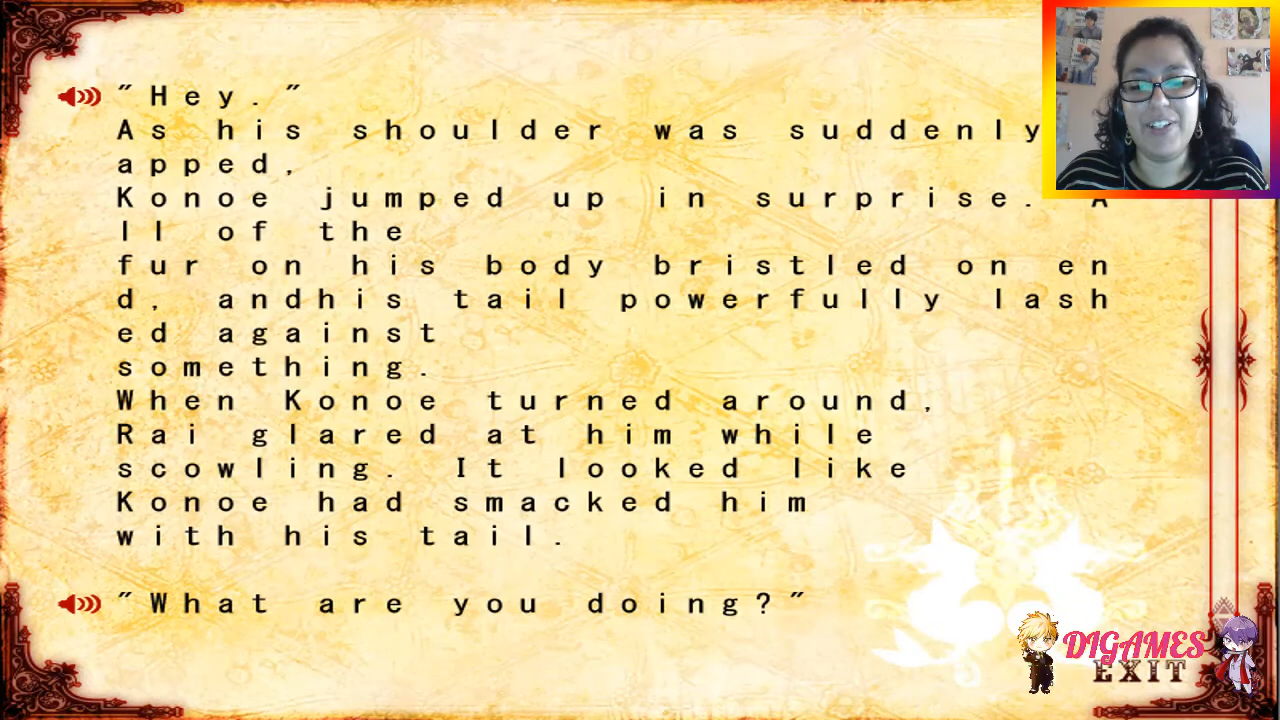 "Hey."
As his shoulder was suddenly
apped,
Konoe jumped up in surprise. A
ll of the
fur on his body bristled on en
d, andhis tail powerfully lash
ed against
something.
When Konoe turned around,
Rai glared at him while
scowling. It looked like
Konoe had smacked him
with his tail.
"What are you doing?"
DIGAMES
EXIT